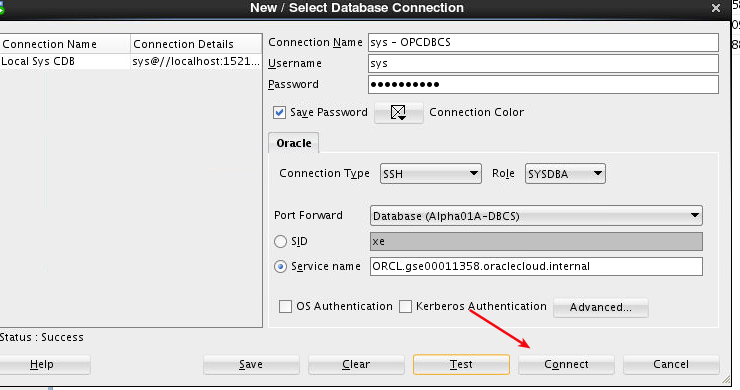 New / Select Database Connection
Connection Name Connection Details
Local Sys CDB sys@//localhost:1521...
Connection Name sys - OPCDBCS
Username sys
Password ●●●●●●●●●●
Save Password Connection Color
Oracle
Connection Type SSH Role SYSDBA
Port Forward Database (Alpha01A-DBCS)
SID xe
Service name ORCL.gse00011358.oraclecloud.internal
OS Authentication Kerberos Authentication Advanced...
Status : Success
Help Save Clear Test Connect Cancel